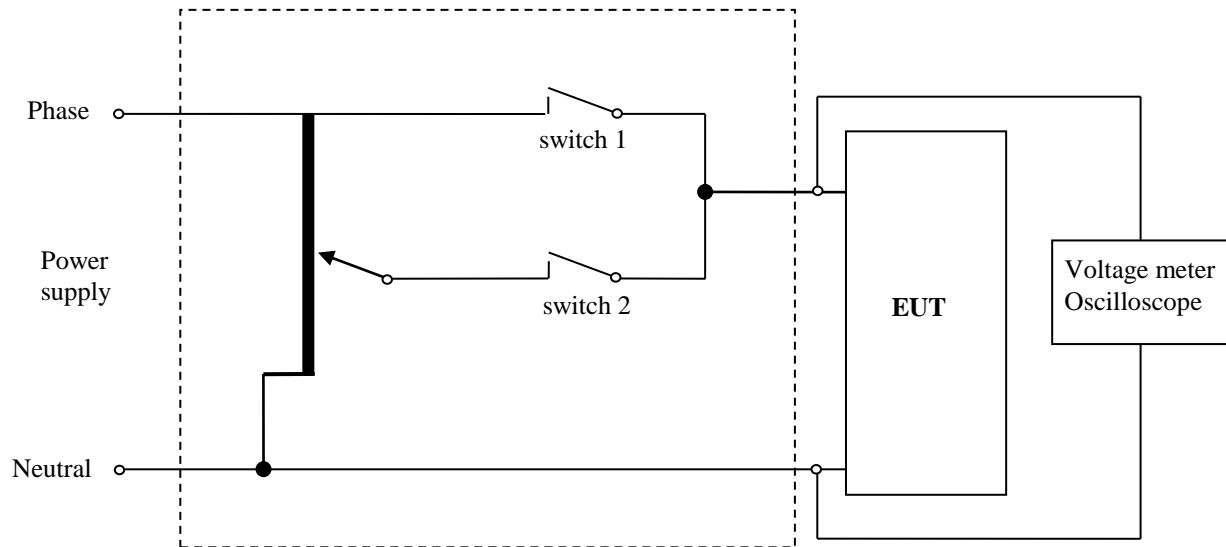 Phase
switch 1
Power
supply
switch 2
EUT
Voltage meter
Oscilloscope
Neutral